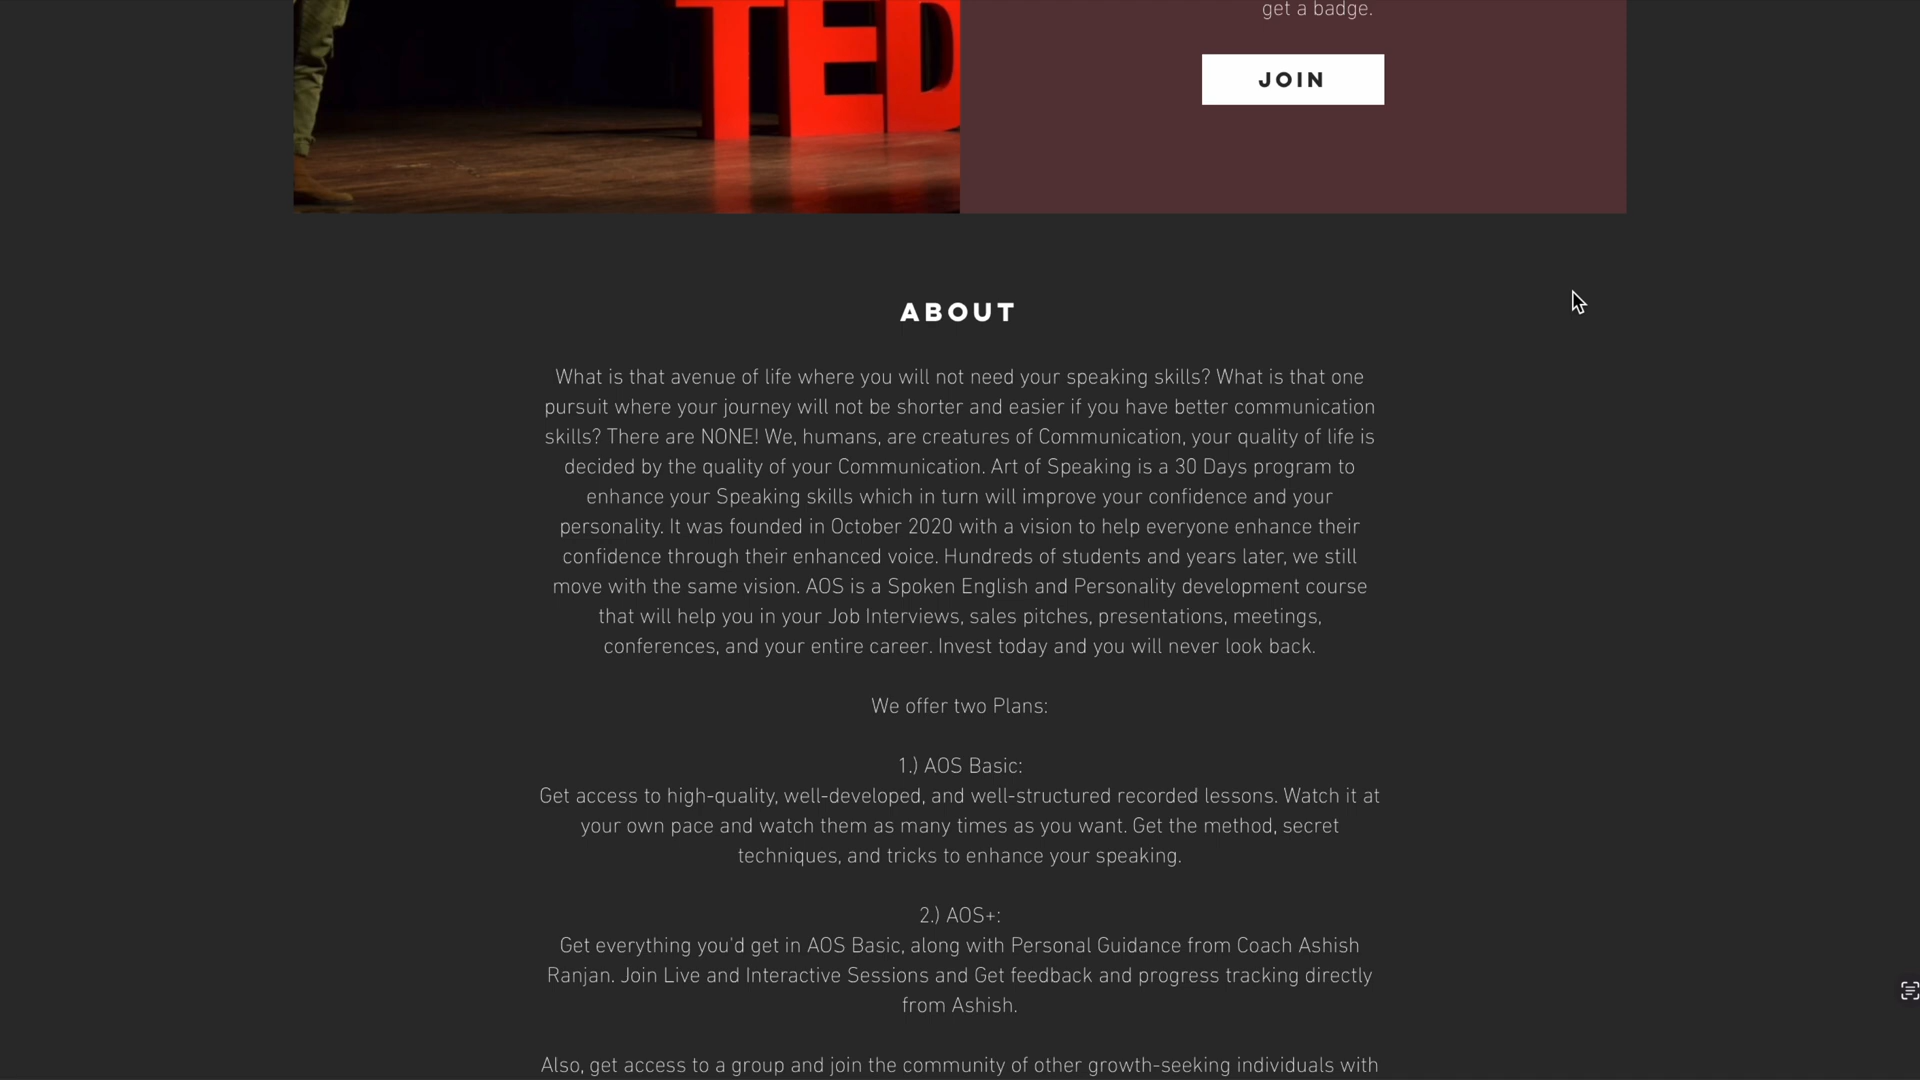 get a badge.
TED
JOIN
ABOUT
What is that avenue of life where you will not need your speaking skills? What is that one
pursuit where your journey will not be shorter and easier if you have better communication
skills? There are NONE! We, humans, are creatures of Communication, your quality of life is
decided by the quality of your Communication. Art of Speaking is a 30 Days program to
enhance your Speaking skills which in turn will improve your confidence and your
personality. It was founded in October 2020 with a vision to help everyone enhance their
confidence through their enhanced voice. Hundreds of students and years later, we still
move with the same vision. AOS is a Spoken English and Personality development course
that will help you in your Job Interviews, sales pitches, presentations, meetings,
conferences, and your entire career. Invest today and you will never look back.
We offer two Plans:
1.) AOS Basic:
Get access to high-quality, well-developed, and well-structured recorded lessons. Watch it at
your own pace and watch them as many times as you want. Get the method, secret
techniques, and tricks to enhance your speaking.
2.) AOS+:
Get everything you'd get in AOS Basic, along with Personal Guidance from Coach Ashish
Ranjan. Join Live and Interactive Sessions and Get feedback and progress tracking directly
from Ashish.
Also, get access to a group and join the community of other growth-seeking individuals with